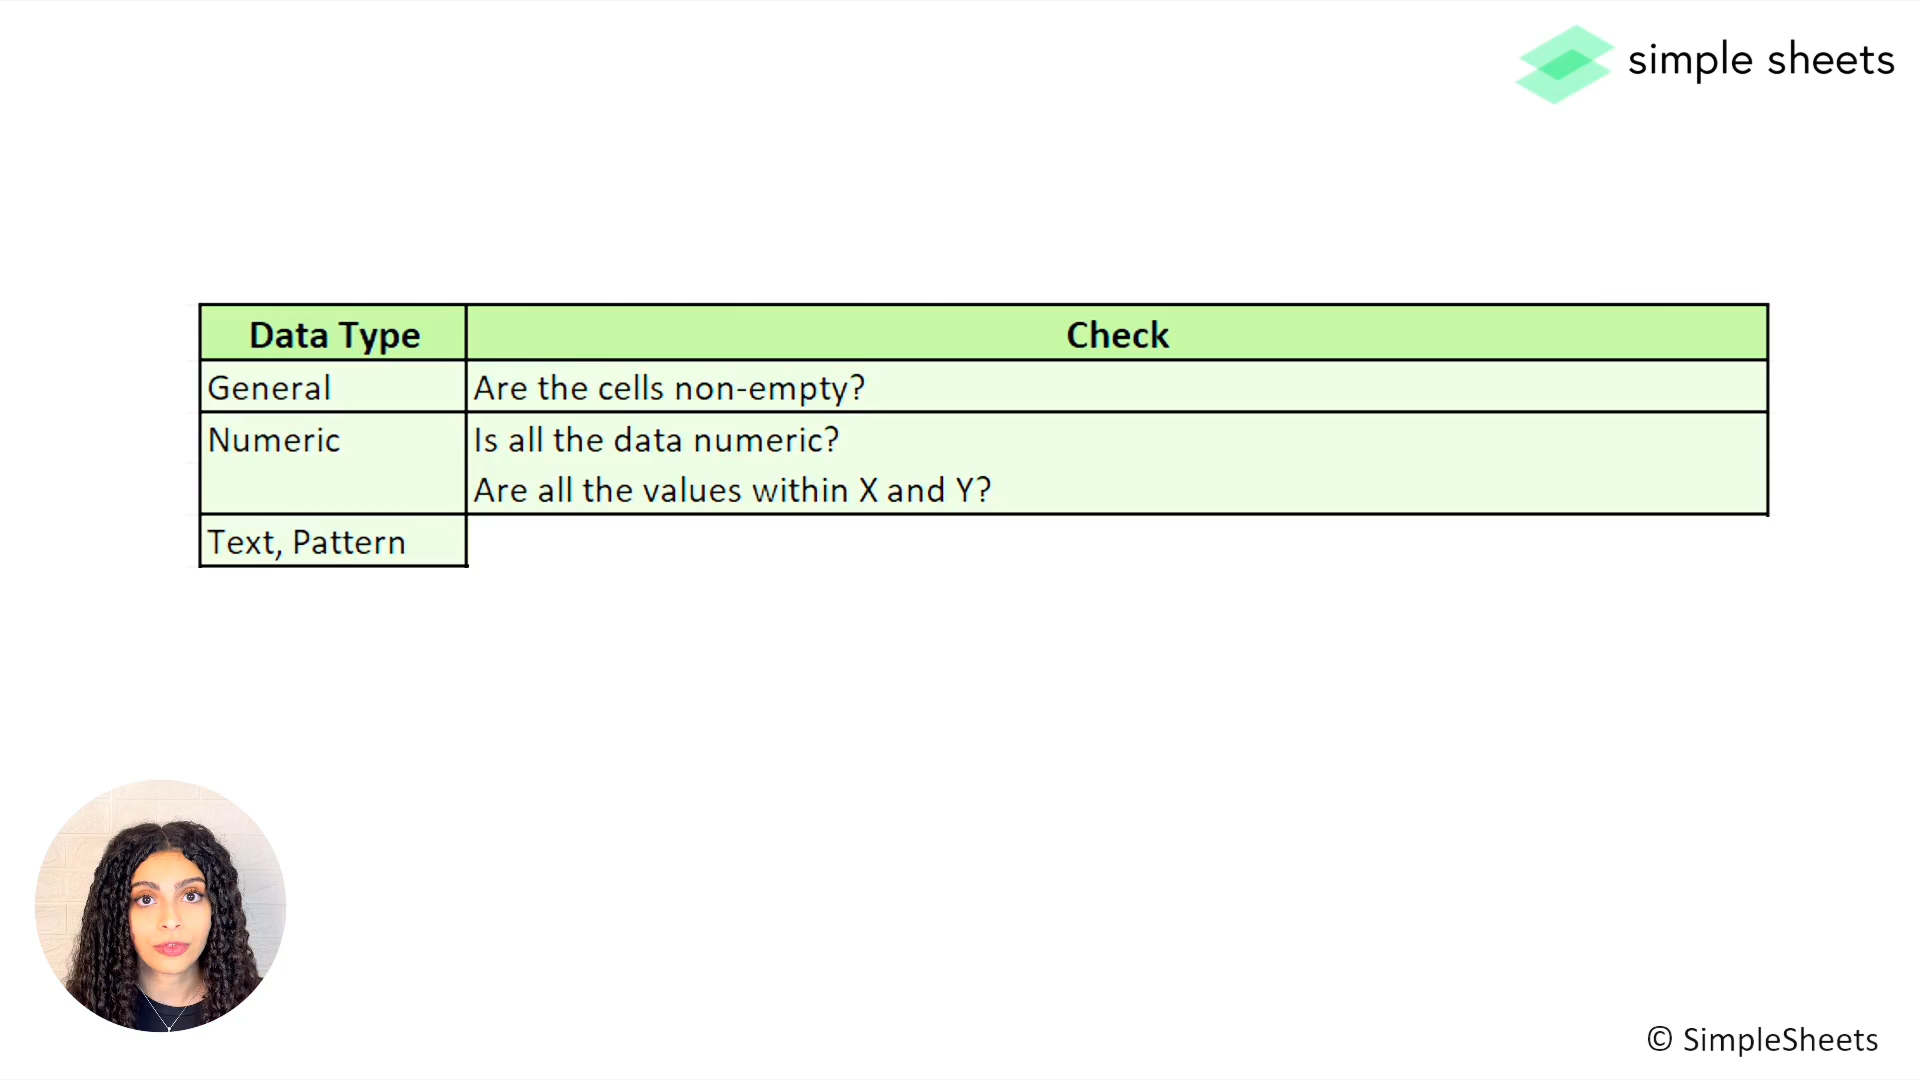 simple sheets
Data Type Check
General Are the cells non-empty?
Numeric Is all the data numeric?
Are all the values within X and Y?
Text, Pattern
© SimpleSheets